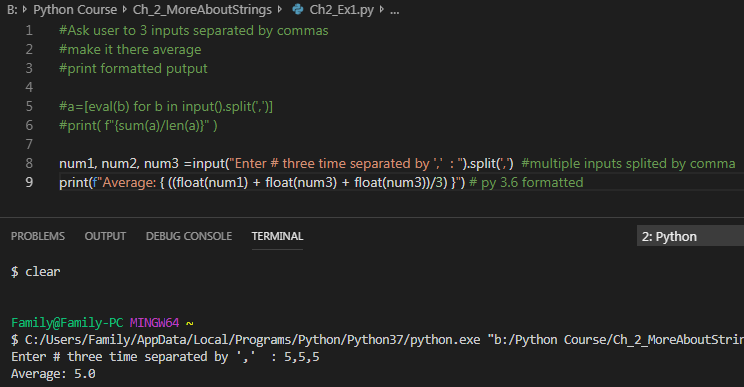 B: > Python Course > Ch_2_MoreAboutStrings > Ch2_Ex1.py > ...
1 #Ask user to 3 inputs separated by commas
2 #make it there average
3 #print formatted putput
4
5 #a=[eval(b) for b in input().split(',')]
6 #print( f"{sum(a)/len(a)}" )
7
8 num1, num2, num3 =input("Enter # three time separated by ',' : ").split(',') #multiple inputs splited by comma
9 print(f"Average: { ((float(num1) + float(num3) + float(num3))/3) }") # py 3.6 formatted
PROBLEMS OUTPUT DEBUG CONSOLE TERMINAL 2: Python
$ clear
Family@Family-PC MINGW64 ~
$ C:/Users/Family/AppData/Local/Programs/Python/Python37/python.exe "b:/Python Course/Ch_2_MoreAboutStrin
Enter # three time separated by ',' : 5,5,5
Average: 5.0